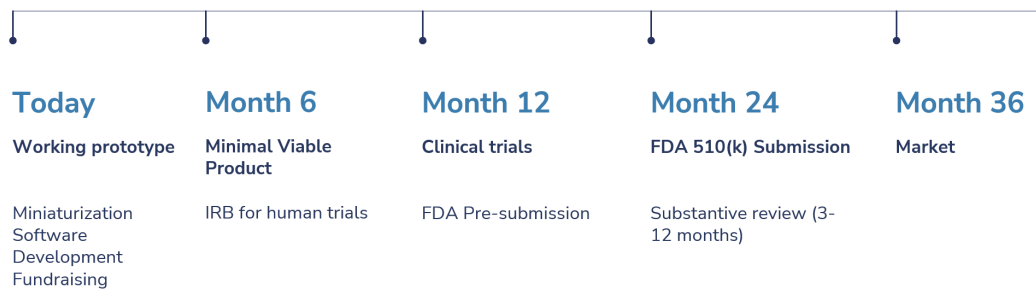 Today
Working prototype
Miniaturization
Software
Development
Fundraising
Month 6
Minimal Viable
Product
IRB for human trials
Month 12
Clinical trials
FDA Pre-submission
Month 24
FDA 510(k) Submission
Substantive review (3-
12 months)
Month 36
Market